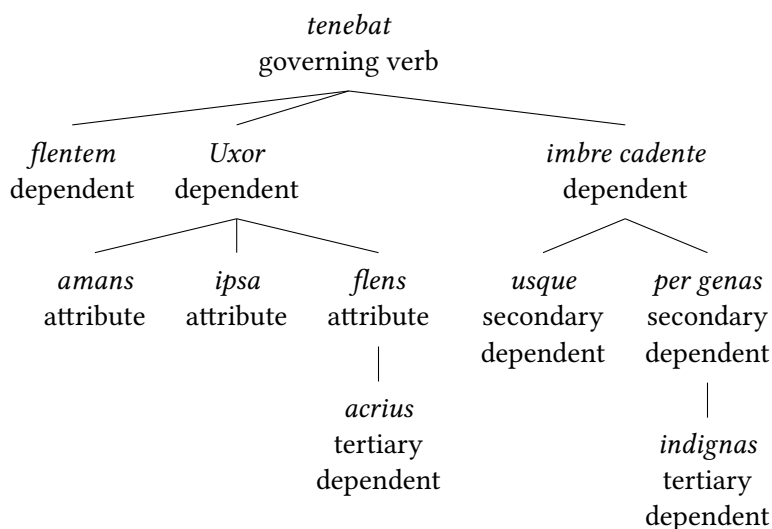 tenebat
governing verb
flentem
dependent
Uxor
dependent
imbre cadente
dependent
amans
attribute
ipsa
attribute
flens
attribute
usque
secondary
dependent
per genas
secondary
dependent
acrius
tertiary
dependent
indignas
tertiary
dependent